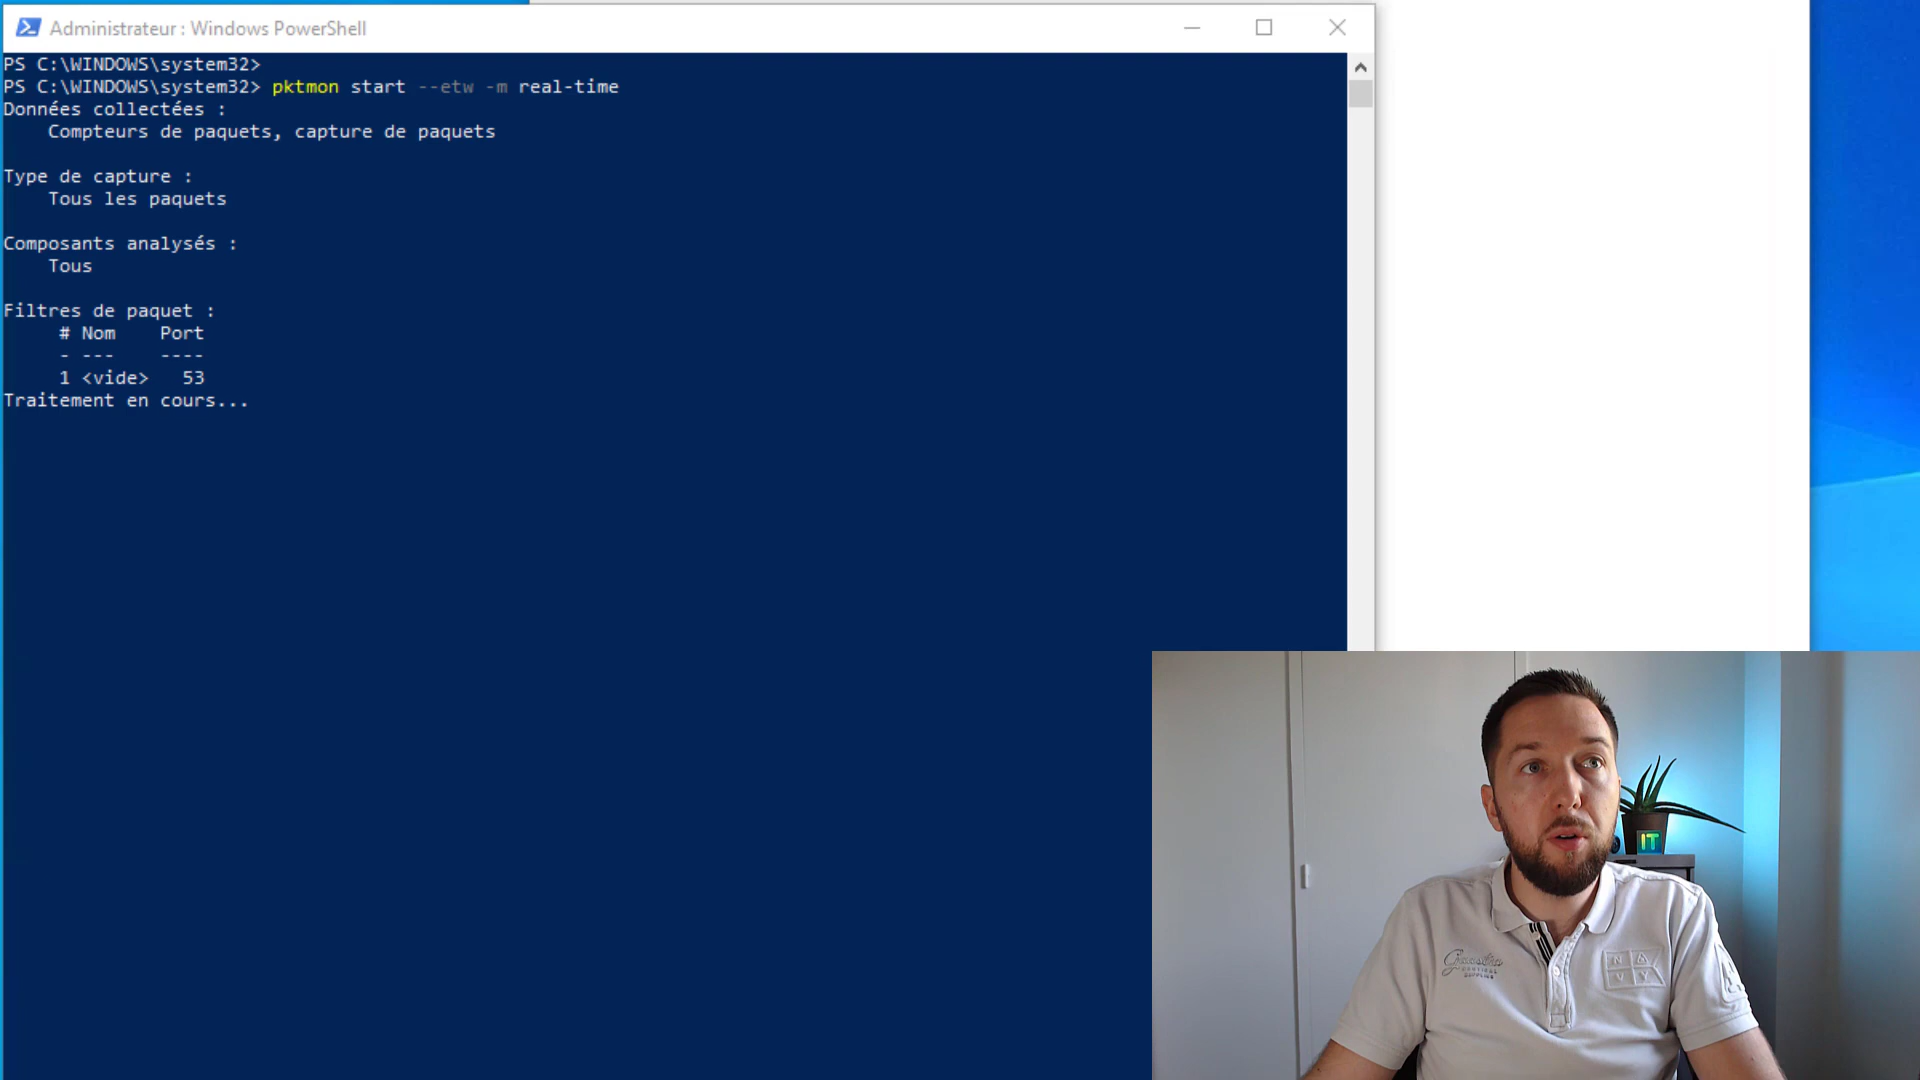 Administrateur : Windows PowerShell
PS C:\WINDOWS\system32>
PS C:\WINDOWS\system32> pktmon start --etw -m real-time
Données collectées :
Compteurs de paquets, capture de paquets
Type de capture :
Tous les paquets
Composants analysés :
Tous
Filtres de paquet :
# Nom Port
- --- ----
1 <vide> 53
Traitement en cours...
IT
NAVY